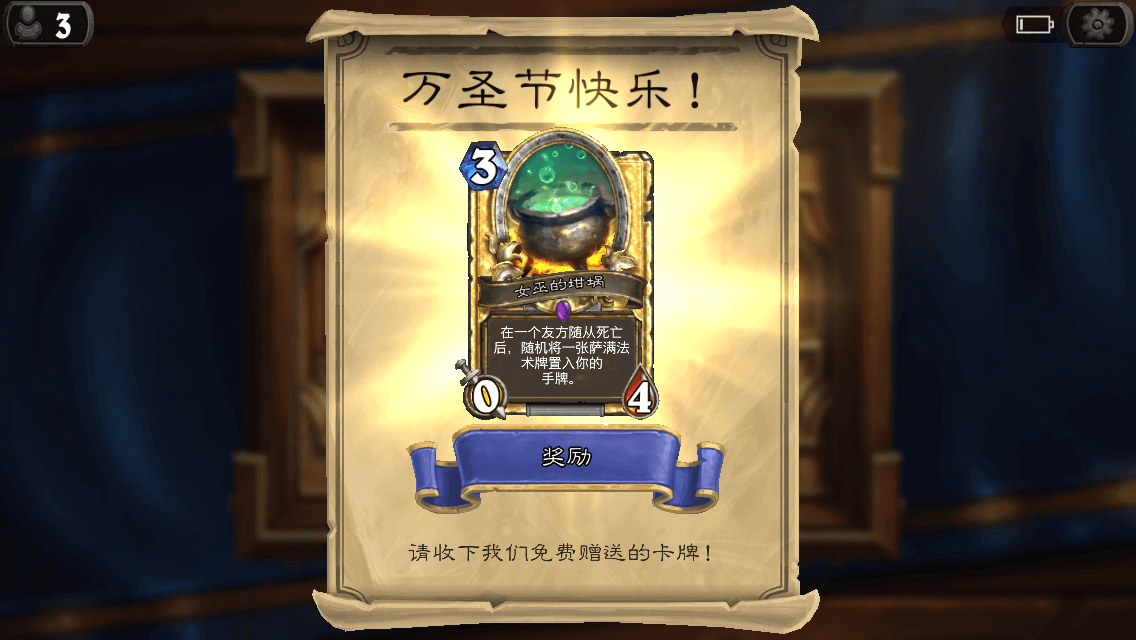 3
万圣节快乐！
3
女巫的坩埚
在一个友方随从死亡
后，随机将一张萨满法
术牌置入你的
手牌。
0
4
奖励
请收下我们免费赠送的卡牌！